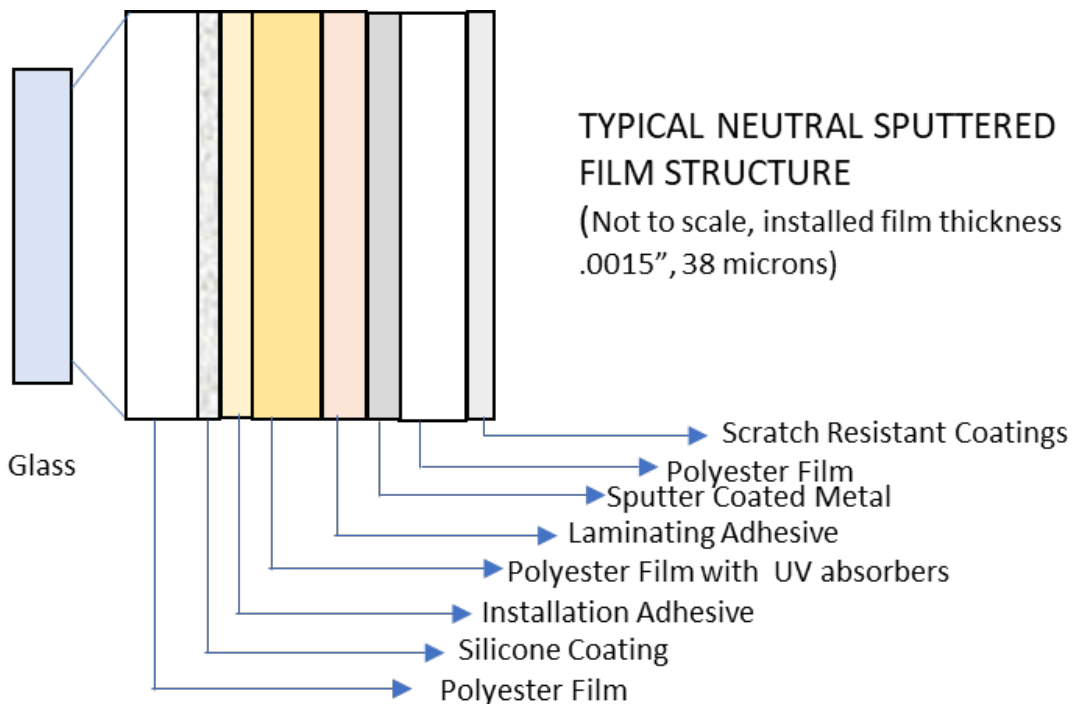 TYPICAL NEUTRAL SPUTTERED
FILM STRUCTURE
(Not to scale, installed film thickness
.0015”, 38 microns)
Scratch Resistant Coatings
Glass
Polyester Film
Sputter Coated Metal
Laminating Adhesive
Polyester Film with UV absorbers
Installation Adhesive
Silicone Coating
Polyester Film